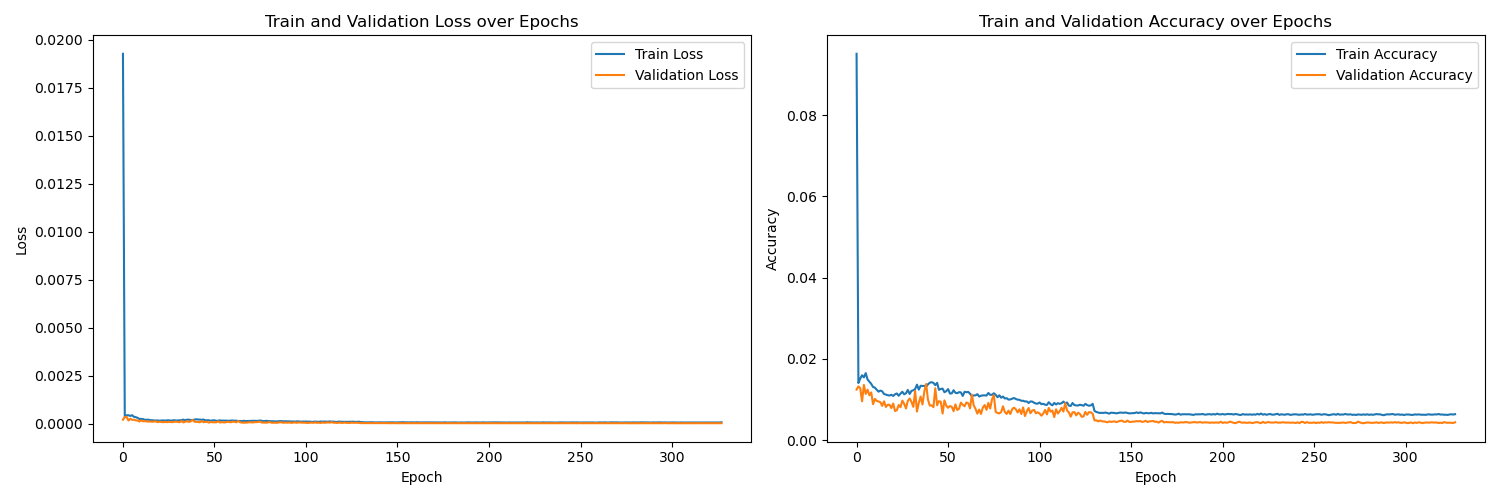 Train and Validation Loss over Epochs
0.0200
0.0175
0.0150
0.0125
0.0100
0.0075
0.0050
0.0025
0.0000
Loss
Train Loss
Validation Loss
0 50 100 150 200 250 300
Epoch
Train and Validation Accuracy over Epochs
0.08
0.06
0.04
0.02
0.00
Accuracy
Train Accuracy
Validation Accuracy
0 50 100 150 200 250 300
Epoch